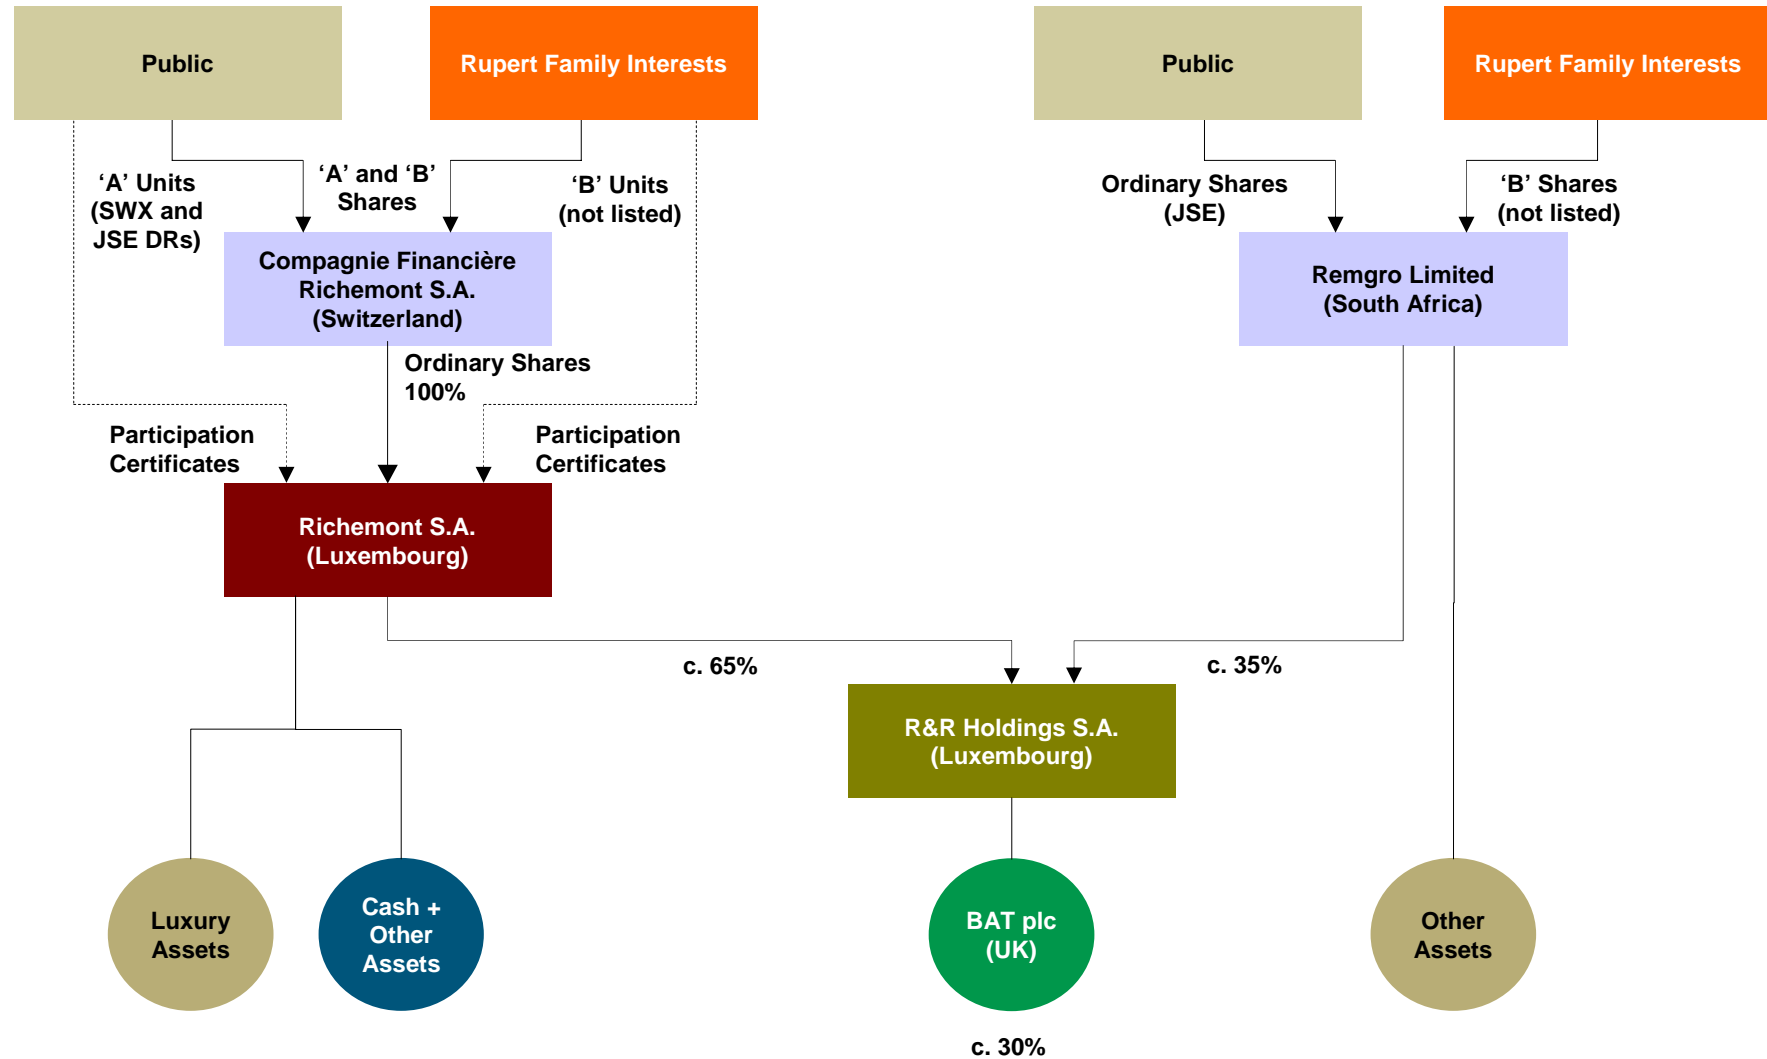 Public
Rupert Family Interests
Public
Rupert Family Interests
‘A’ Units
(SWX and
JSE DRs)
‘A’ and ‘B’
Shares
‘B’ Units
(not listed)
Ordinary Shares
(JSE)
‘B’ Shares
(not listed)
Compagnie Financière
Richemont S.A.
(Switzerland)
Remgro Limited
(South Africa)
Ordinary Shares
100%
Participation
Certificates
Participation
Certificates
Richemont S.A.
(Luxembourg)
c. 65%
c. 35%
R&R Holdings S.A.
(Luxembourg)
Luxury
Assets
Cash +
Other
Assets
BAT plc
(UK)
Other
Assets
c. 30%